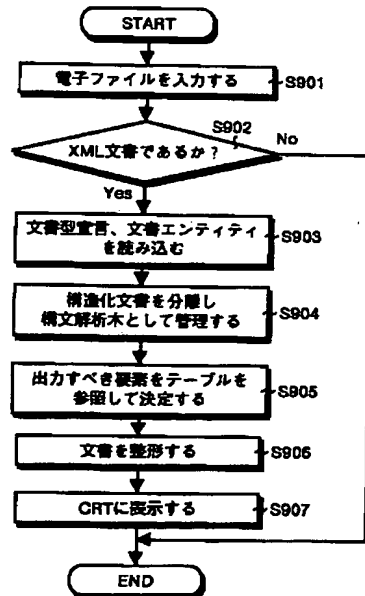 START
電子ファイルを入力する
S901
S902
XML文書であるか?
No
Yes
文書型宣言、文書エンティティ
を読み込む
S903
構造化文書を分離し
構文解析木として管理する
S904
出力すべき要素をテーブルを
参照して決定する
S905
文書を整形する
S906
CRTに表示する
S907
END